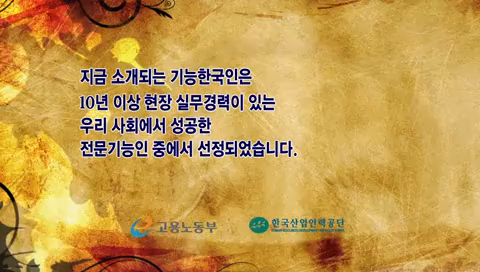 지금 소개되는 기능한국인은
10년 이상 현장 실무경력이 있는
우리 사회에서 성공한
전문기능인 중에서 선정되었습니다.
고용노동부
한국산업인력공단